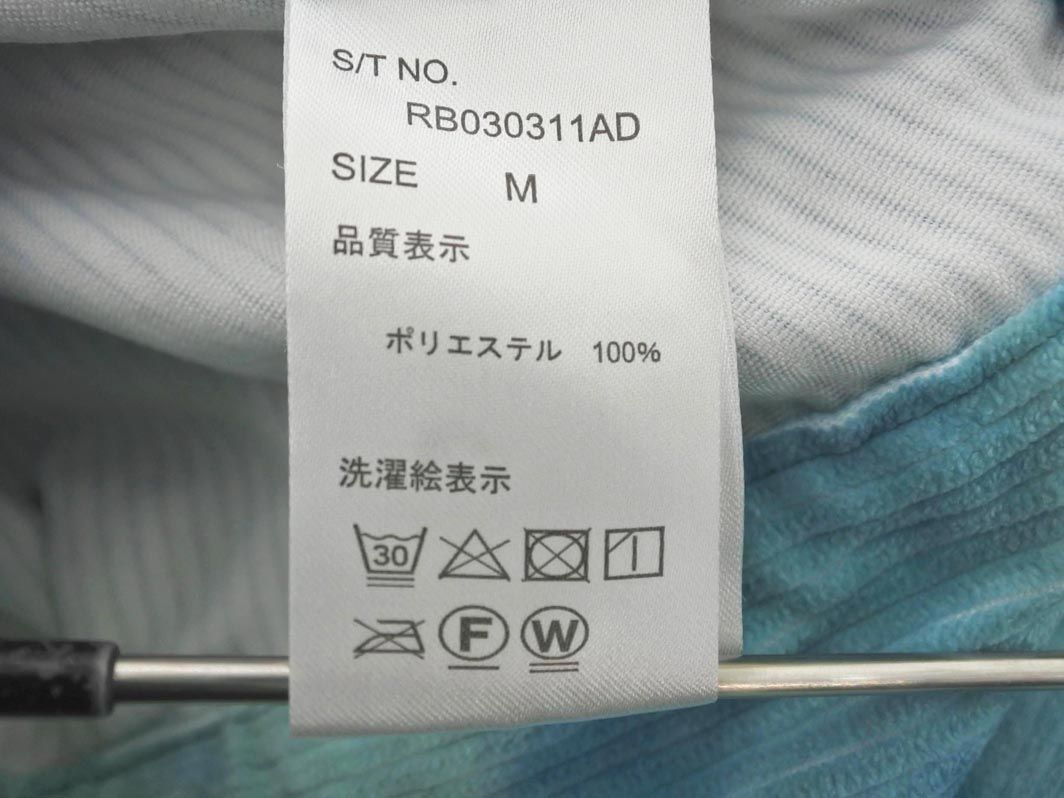 S/T NO.
RB030311AD
SIZE M
品質表示
ポリエステル 100%
洗濯絵表示
30
F W